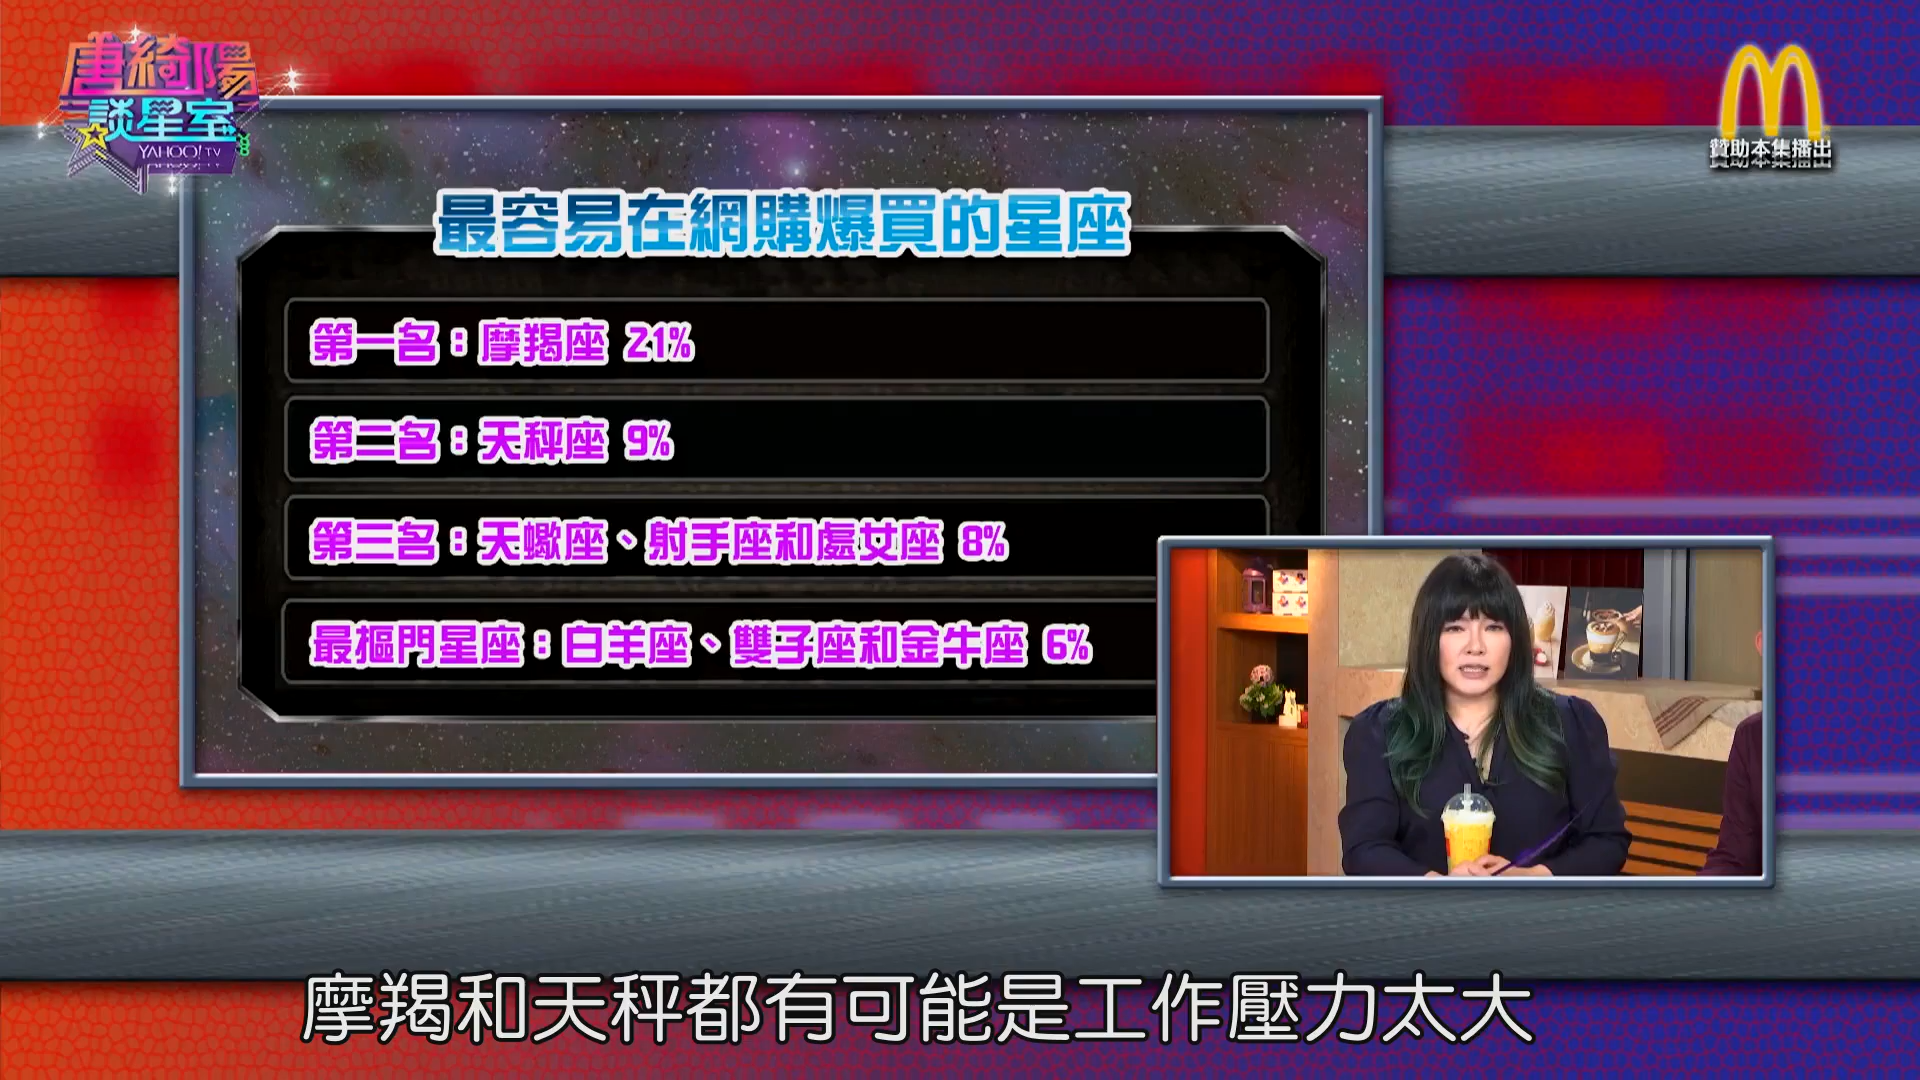 唐綺陽
談星室
YAHOO! TV
贊助本集播出
最容易在網購爆買的星座
第一名：摩羯座 21%
第二名：天秤座 9%
第三名：天蠍座、射手座和處女座 8%
最摳門星座：白羊座、雙子座和金牛座 6%
摩羯和天秤都有可能是工作壓力太大